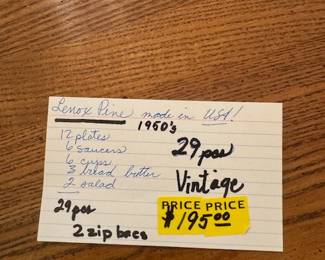 Lenox Pine made in USA!
1950's
12 plates
6 saucers
6 cups
3 bread butter
2 salad
29 pcs
Vintage
PRICE PRICE
$195.00
29 pcs
2 zip bacs